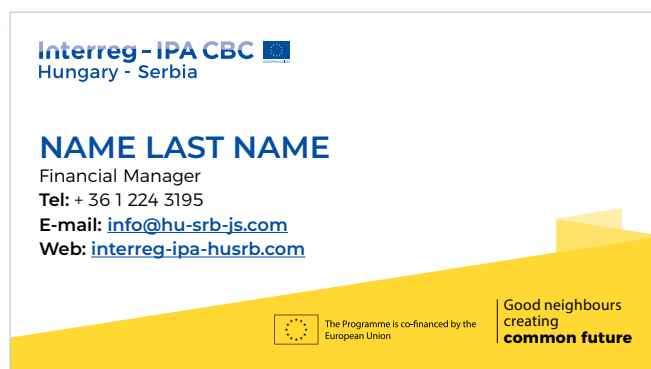 Interreg - IPA CBC
EUROPEAN UNION
Hungary - Serbia
NAME LAST NAME
Financial Manager
Tel: + 36 1 224 3195
E-mail: info@hu-srb-js.com
Web: interreg-ipa-husrb.com
The Programme is co-financed by the
European Union
Good neighbours
creating
common future